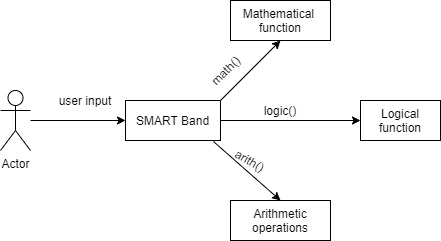 Mathematical
function
math()
user input
SMART Band
logic()
Logical
function
Actor
arith()
Arithmetic
operations